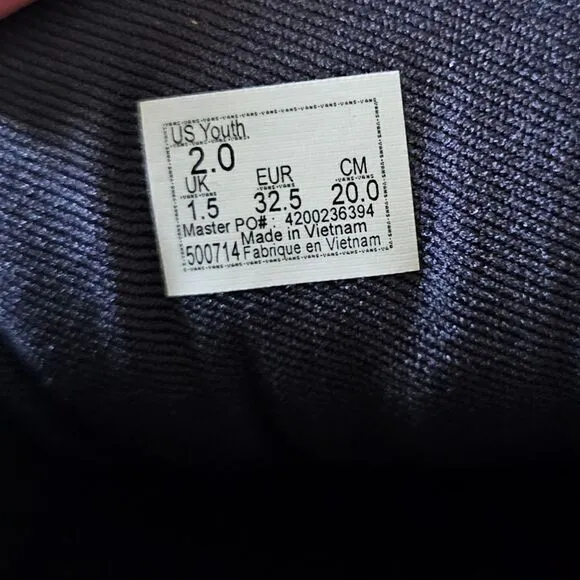 US Youth
2.0
UK EUR CM
1.5 32.5 20.0
Master PO#: 4200236394
Made in Vietnam
500714 Fabrique en Vietnam